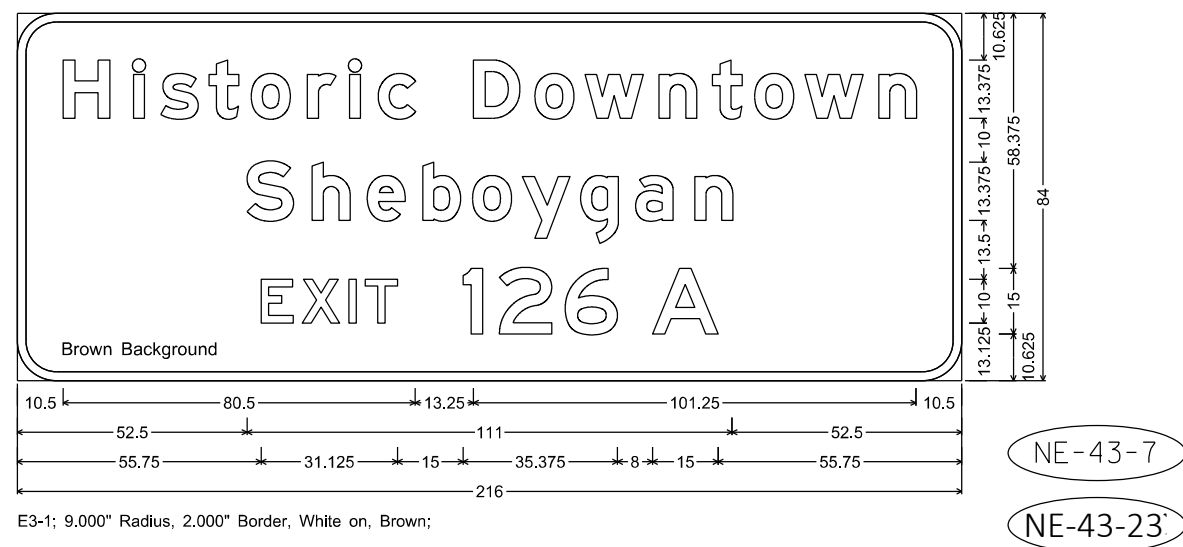 Historic Downtown
Sheboygan
EXIT 126 A
Brown Background
10.5 80.5 13.25 101.25 10.5
52.5 111 52.5
55.75 31.125 15 35.375 8 15 55.75
216
10.625 13.375 10 13.375 13.5 10 13.125
58.375 15 10.625
84
E3-1; 9.000" Radius, 2.000" Border, White on, Brown;
NE-43-7
NE-43-23